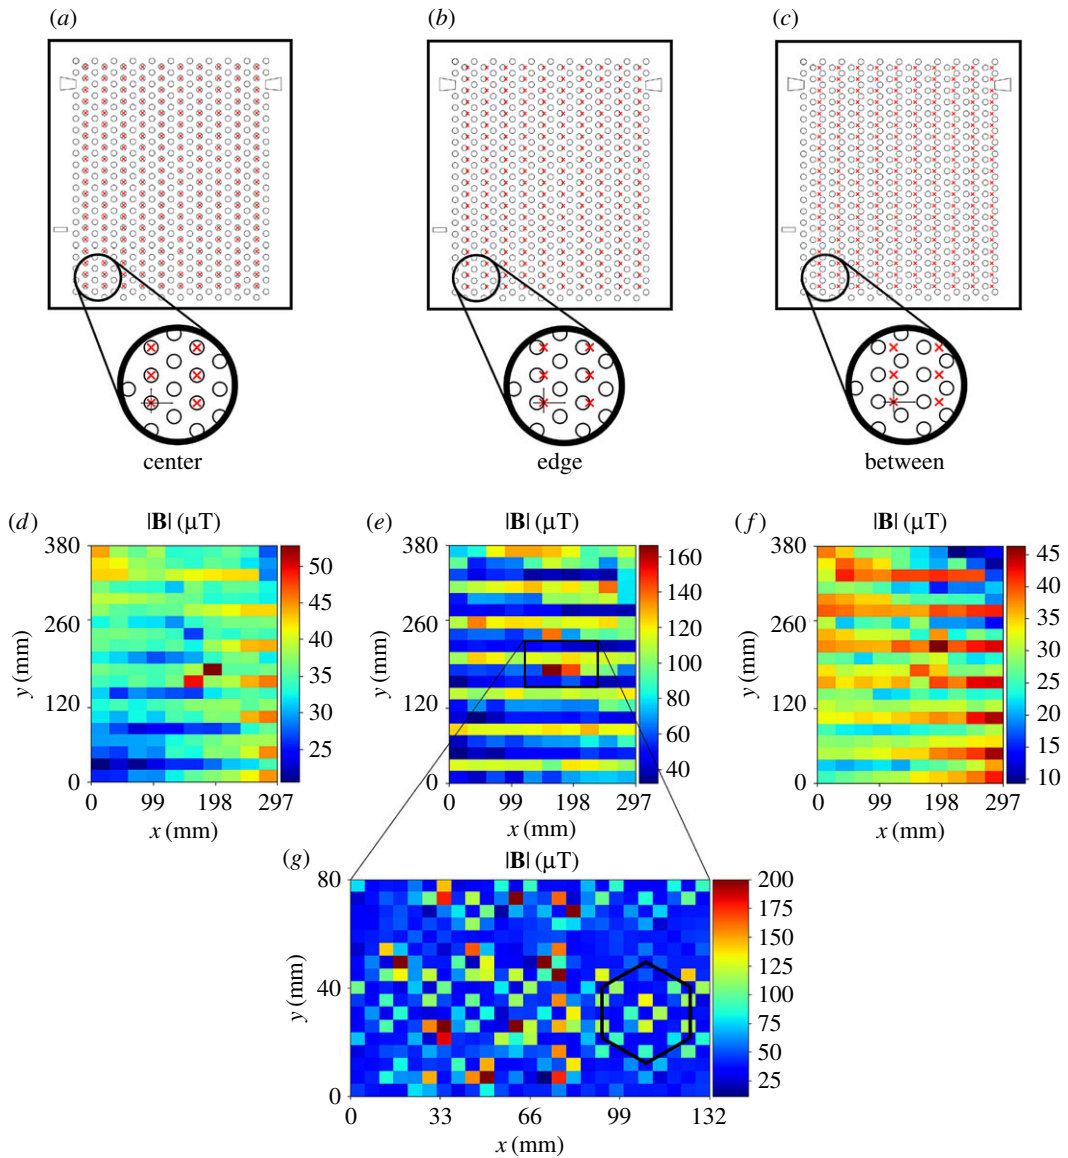 (a)
(b)
(c)
center
edge
between
(d)
|B| (µT)
380
260
120
0
y (mm)
0 99 198 297
x (mm)
50
45
40
35
30
25
(e)
|B| (µT)
380
260
120
0
y (mm)
0 99 198 297
x (mm)
160
140
120
100
80
60
40
(f)
|B| (µT)
380
260
120
0
y (mm)
0 99 198 297
x (mm)
45
40
35
30
25
20
15
10
(g)
|B| (µT)
80
40
0
y (mm)
0 33 66 99 132
x (mm)
200
175
150
125
100
75
50
25